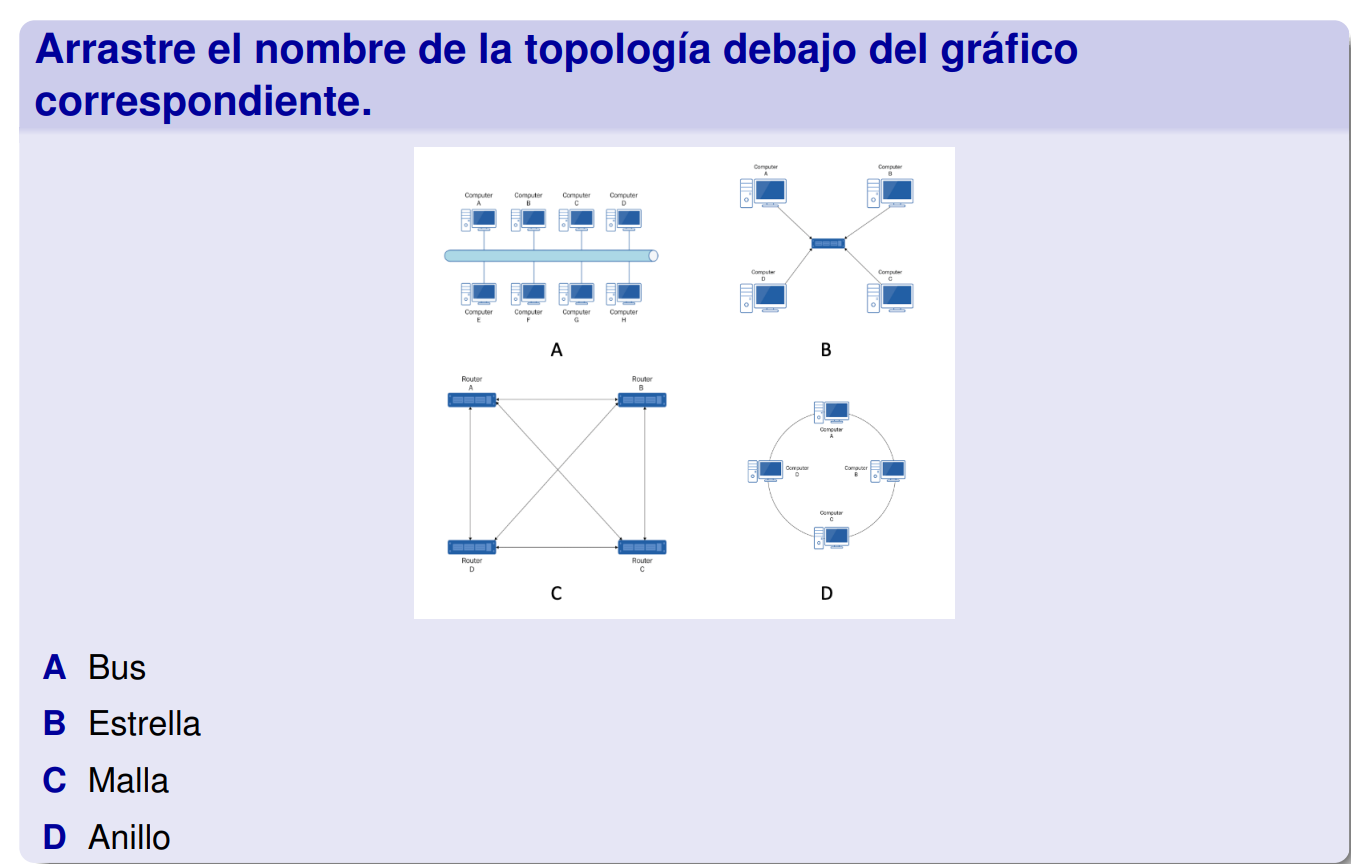 Arrastre el nombre de la topología debajo del gráfico
correspondiente.
Computer
A
Computer
B
Computer
C
Computer
D
Computer
E
Computer
F
Computer
G
Computer
H
A
Computer
A
Computer
B
Computer
D
Computer
C
B
Router
A
Router
B
Router
D
Router
C
C
Computer
A
Computer
D
Computer
B
Computer
C
D
A Bus
B Estrella
C Malla
D Anillo